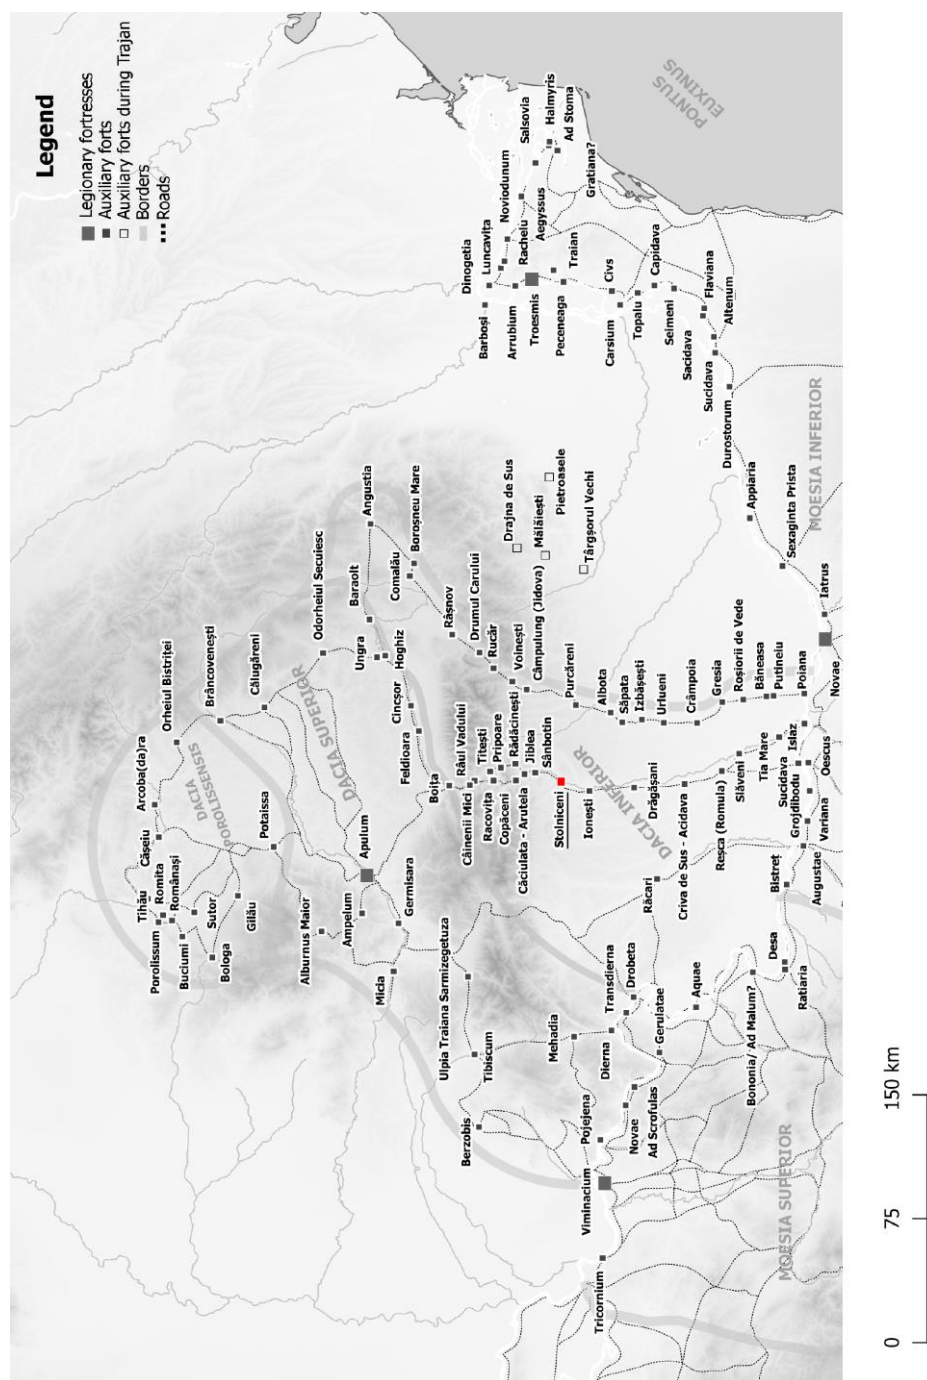 Legend
Legionary fortresses
Auxiliary forts
Auxiliary forts during Trajan
Borders
Roads
PONTUS
EUXINUS
DACIA
POROLISSENSIS
DACIA SUPERIOR
DACIA INFERIOR
MOESIA SUPERIOR
MOESIA INFERIOR
Tihău
Porolissum
Romita
Românași
Buciumi
Sutor
Bologa
Gilău
Cășeiu
Arcoba(da)ra
Orheiul Bistriței
Brâncovenești
Călugăreni
Potaissa
Odorheiul Secuiesc
Alburnus Maior
Ampelum
Apulum
Germisara
Micia
Ulpia Traiana Sarmizegetuza
Tibiscum
Berzobis
Baraolt
Angustia
Ungra
Hoghiz
Comalău
Boroșneu Mare
Cincșor
Feldioara
Boița
Râul Vadului
Câinenii Mici
Titești
Racovița
Pripoare
Copăceni
Rădăcinești
Căciulata - Arutela
Jiblea
Sânbotin
Stolniceni
Ionești
Drăgășani
Criva de Sus - Acidava
Reșca (Romula)
Slăveni
Tia Mare
Islaz
Sucidava
Grojdibodu
Oescus
Variana
Augustae
Bistreț
Răcari
Râșnov
Drumul Carului
Rucăr
Voinești
Câmpulung (Jidova)
Purcăreni
Albota
Săpata
Izbășești
Urlueni
Crâmpoia
Gresia
Roșiorii de Vede
Băneasa
Putineiu
Poiana
Novae
Iatrus
Drajna de Sus
Mălăiești
Pietroasele
Târgșorul Vechi
Sexaginta Prista
Appiaria
Durostorum
Sucidava
Sacidava
Altenum
Flaviana
Seimeni
Capidava
Topalu
Carsium
Civs
Peceneaga
Traian
Troesmis
Arrubium
Rachelu
Barboși
Dinogetia
Luncavița
Noviodunum
Aegyssus
Salsovia
Halmyris
Ad Stoma
Gratiana?
Mehadia
Dierna
Transdierna
Drobeta
Gerulatae
Aquae
Bononia/ Ad Malum?
Desa
Ratiaria
Pojejena
Novae
Ad Scrofulas
Viminacium
Tricornium
0
75
150 km